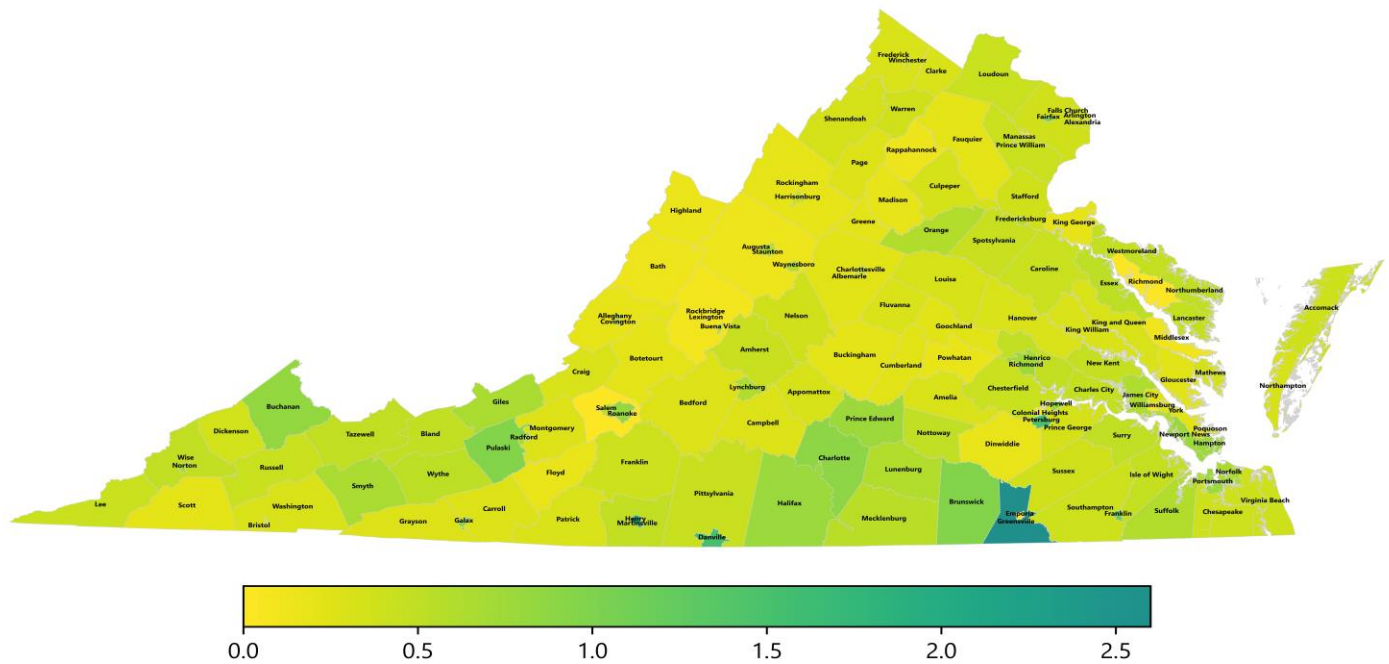 Frederick
Winchester
Clarke
Loudoun
Falls Church
Fairfax
Arlington
Alexandria
Warren
Shenandoah
Manassas
Prince William
Fauquier
Rappahannock
Page
Rockingham
Harrisonburg
Culpeper
Madison
Stafford
Highland
Greene
Fredericksburg
King George
Orange
Spotsylvania
Augusta
Staunton
Westmoreland
Waynesboro
Bath
Charlottesville
Albemarle
Caroline
Louisa
Richmond
Essex
Northumberland
Fluvanna
Accomack
Rockbridge
Lexington
Alleghany
Covington
Nelson
Buena Vista
Goochland
Hanover
King and Queen
King William
Lancaster
Middlesex
Amherst
Buckingham
Botetourt
Powhatan
Henrico
Richmond
Cumberland
New Kent
Craig
Mathews
Gloucester
Northampton
Lynchburg
Appomattox
Chesterfield
Charles City
James City
Williamsburg
York
Amelia
Giles
Bedford
Buchanan
Salem
Roanoke
Hopewell
Colonial Heights
Petersburg
Prince George
Prince Edward
Campbell
Dickenson
Tazewell
Bland
Radford
Montgomery
Pulaski
Nottoway
Dinwiddie
Surry
Poquoson
Newport News
Hampton
Wise
Norton
Russell
Wythe
Charlotte
Franklin
Floyd
Lunenburg
Sussex
Isle of Wight
Norfolk
Portsmouth
Smyth
Pittsylvania
Halifax
Brunswick
Virginia Beach
Lee
Scott
Washington
Carroll
Southampton
Suffolk
Chesapeake
Emporia
Greensville
Franklin
Bristol
Grayson
Galax
Patrick
Henry
Martinsville
Mecklenburg
Danville
0.0 0.5 1.0 1.5 2.0 2.5